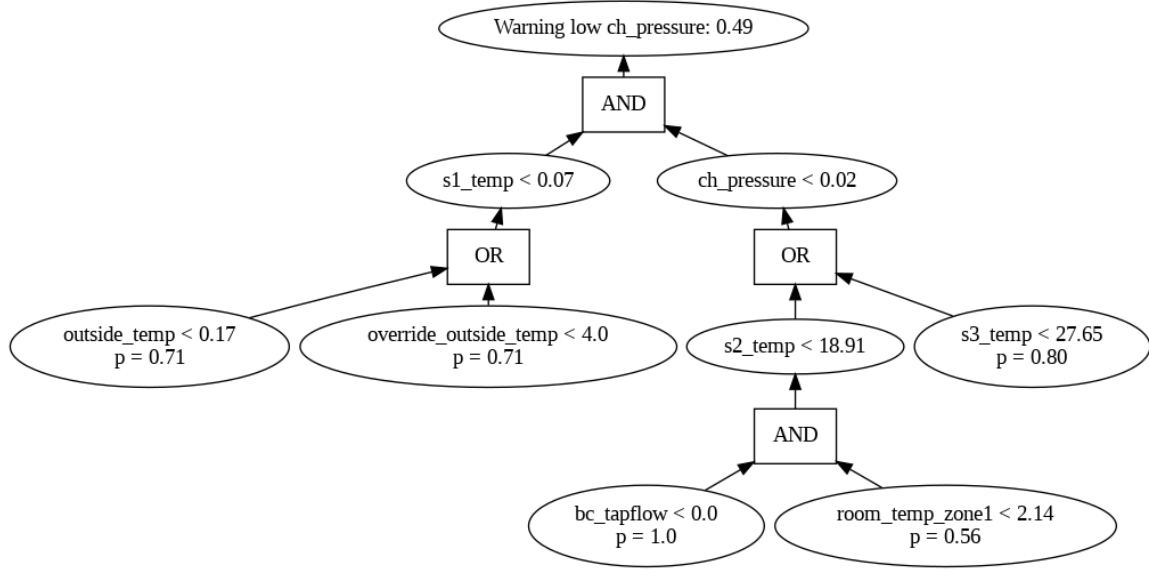 Warning low ch_pressure: 0.49
AND
s1_temp < 0.07
ch_pressure < 0.02
OR
OR
outside_temp < 0.17
p = 0.71
override_outside_temp < 4.0
p = 0.71
s2_temp < 18.91
s3_temp < 27.65
p = 0.80
AND
bc_tapflow < 0.0
p = 1.0
room_temp_zone1 < 2.14
p = 0.56